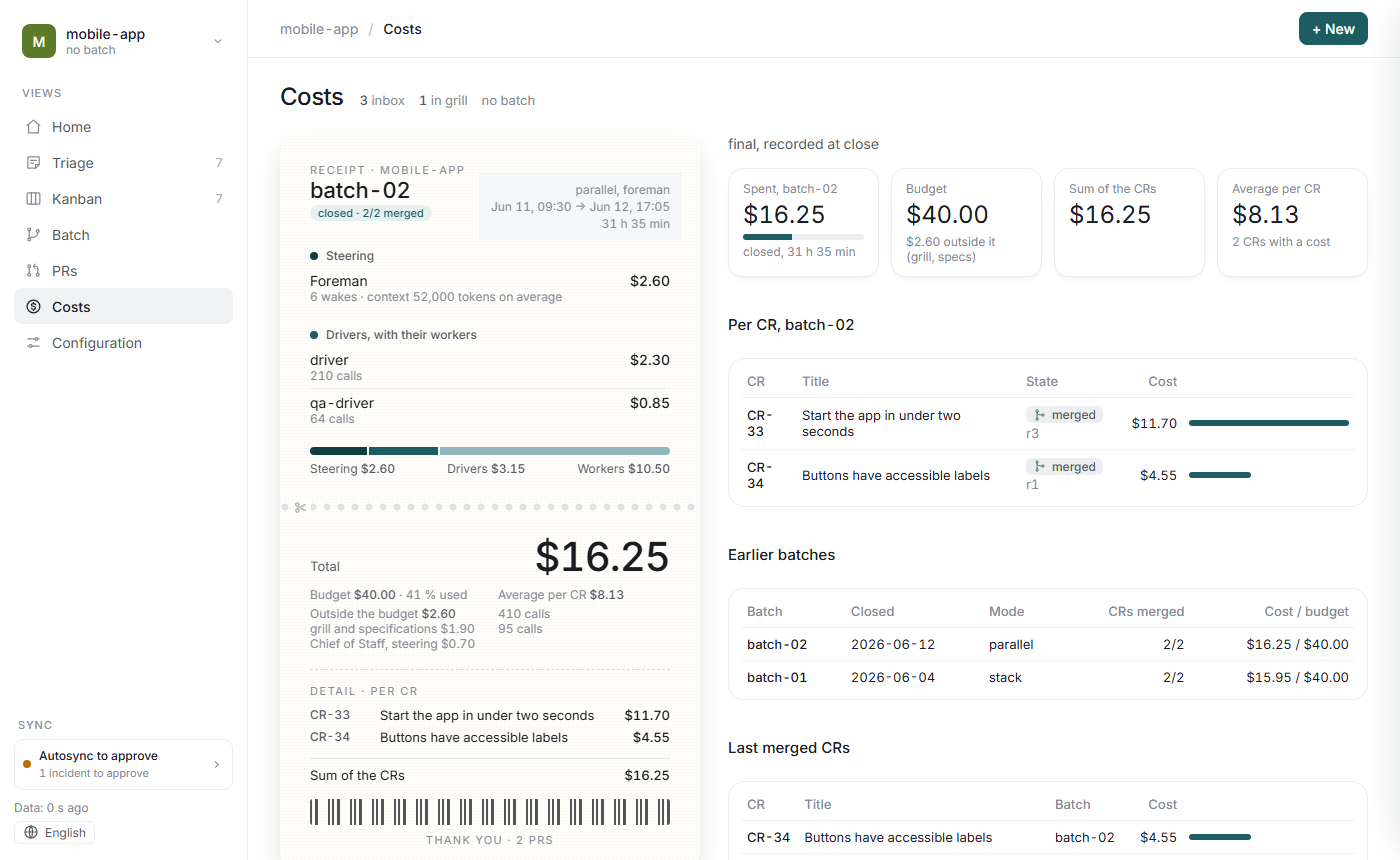 M
mobile-app
no batch
VIEWS
Home
Triage 7
Kanban 7
Batch
PRs
Costs
Configuration
SYNC
Autosync to approve
1 incident to approve
Data: 0 s ago
English
mobile-app / Costs
+ New
Costs 3 inbox 1 in grill no batch
RECEIPT · MOBILE-APP
batch-02
closed · 2/2 merged
parallel, foreman
Jun 11, 09:30 → Jun 12, 17:05
31 h 35 min
Steering
Foreman $2.60
6 wakes · context 52,000 tokens on average
Drivers, with their workers
driver $2.30
210 calls
qa-driver $0.85
64 calls
Steering $2.60 Drivers $3.15 Workers $10.50
Total $16.25
Budget $40.00 · 41 % used Average per CR $8.13
Outside the budget $2.60 410 calls
grill and specifications $1.90 95 calls
Chief of Staff, steering $0.70
DETAIL · PER CR
CR-33 Start the app in under two seconds $11.70
CR-34 Buttons have accessible labels $4.55
Sum of the CRs $16.25
THANK YOU · 2 PRS
final, recorded at close
Spent, batch-02
$16.25
closed, 31 h 35 min
Budget
$40.00
$2.60 outside it
(grill, specs)
Sum of the CRs
$16.25
Average per CR
$8.13
2 CRs with a cost
Per CR, batch-02
CR Title State Cost
CR-33 Start the app in under two seconds merged r3 $11.70
CR-34 Buttons have accessible labels merged r1 $4.55
Earlier batches
Batch Closed Mode CRs merged Cost / budget
batch-02 2026-06-12 parallel 2/2 $16.25 / $40.00
batch-01 2026-06-04 stack 2/2 $15.95 / $40.00
Last merged CRs
CR Title Batch Cost
CR-34 Buttons have accessible labels batch-02 $4.55